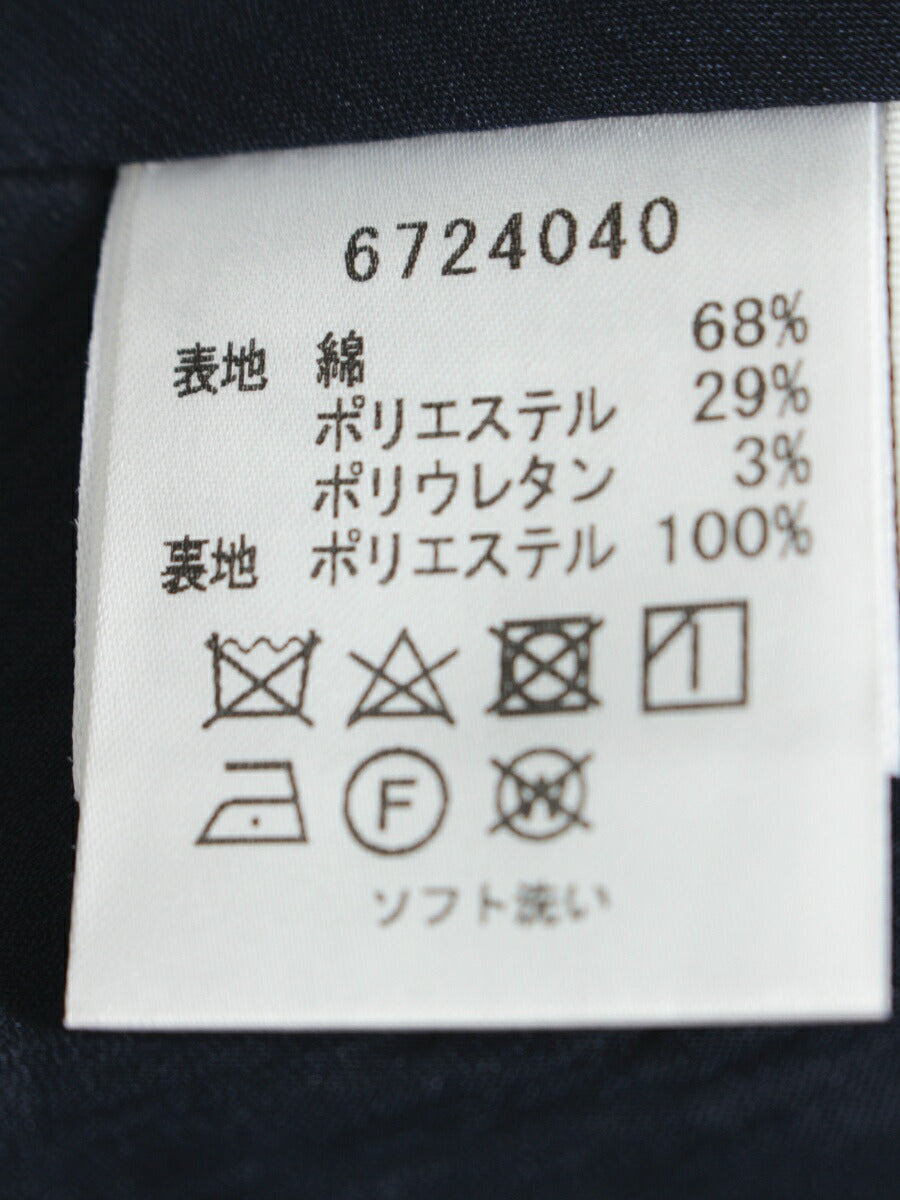 6724040
表地 綿 68%
ポリエステル 29%
ポリウレタン 3%
裏地 ポリエステル 100%
F W
ソフト洗い